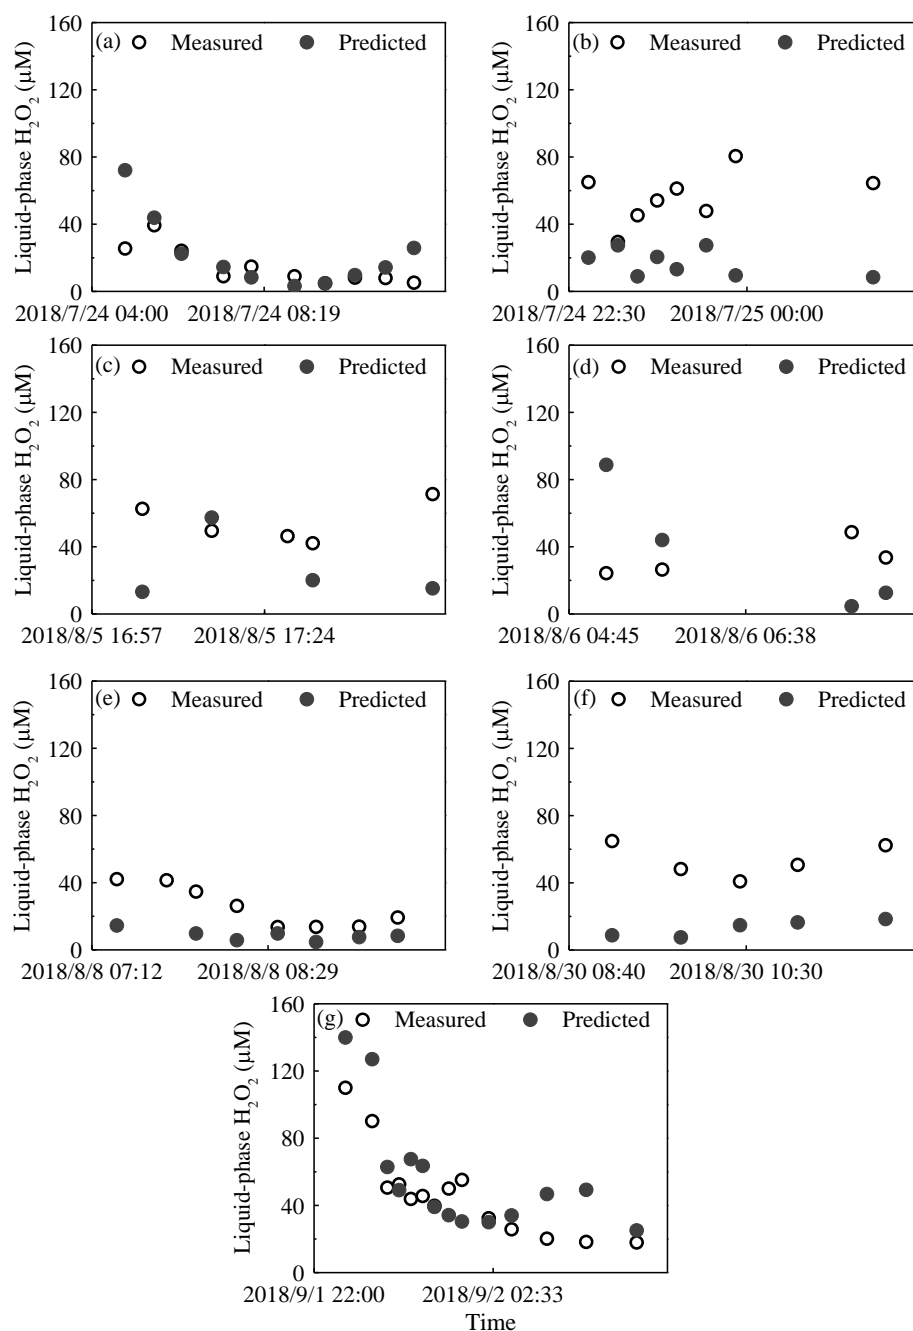 (a) Measured Predicted
Liquid-phase H₂O₂ (μM)
160
120
80
40
0
2018/7/24 04:00 2018/7/24 08:19
(b) Measured Predicted
Liquid-phase H₂O₂ (μM)
160
120
80
40
0
2018/7/24 22:30 2018/7/25 00:00
(c) Measured Predicted
Liquid-phase H₂O₂ (μM)
160
120
80
40
0
2018/8/5 16:57 2018/8/5 17:24
(d) Measured Predicted
Liquid-phase H₂O₂ (μM)
160
120
80
40
0
2018/8/6 04:45 2018/8/6 06:38
(e) Measured Predicted
Liquid-phase H₂O₂ (μM)
160
120
80
40
0
2018/8/8 07:12 2018/8/8 08:29
(f) Measured Predicted
Liquid-phase H₂O₂ (μM)
160
120
80
40
0
2018/8/30 08:40 2018/8/30 10:30
(g) Measured Predicted
Liquid-phase H₂O₂ (μM)
160
120
80
40
0
2018/9/1 22:00 2018/9/2 02:33
Time